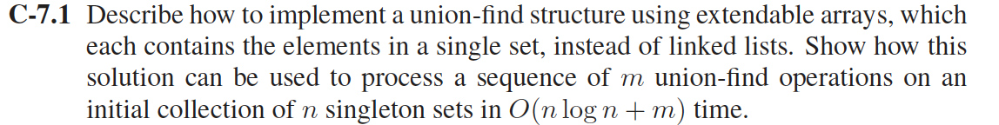 C-7.1 Describe how to implement a union-find structure using extendable arrays, which
each contains the elements in a single set, instead of linked lists. Show how this
solution can be used to process a sequence of m union-find operations on an
initial collection of n singleton sets in O(n log n + m) time.